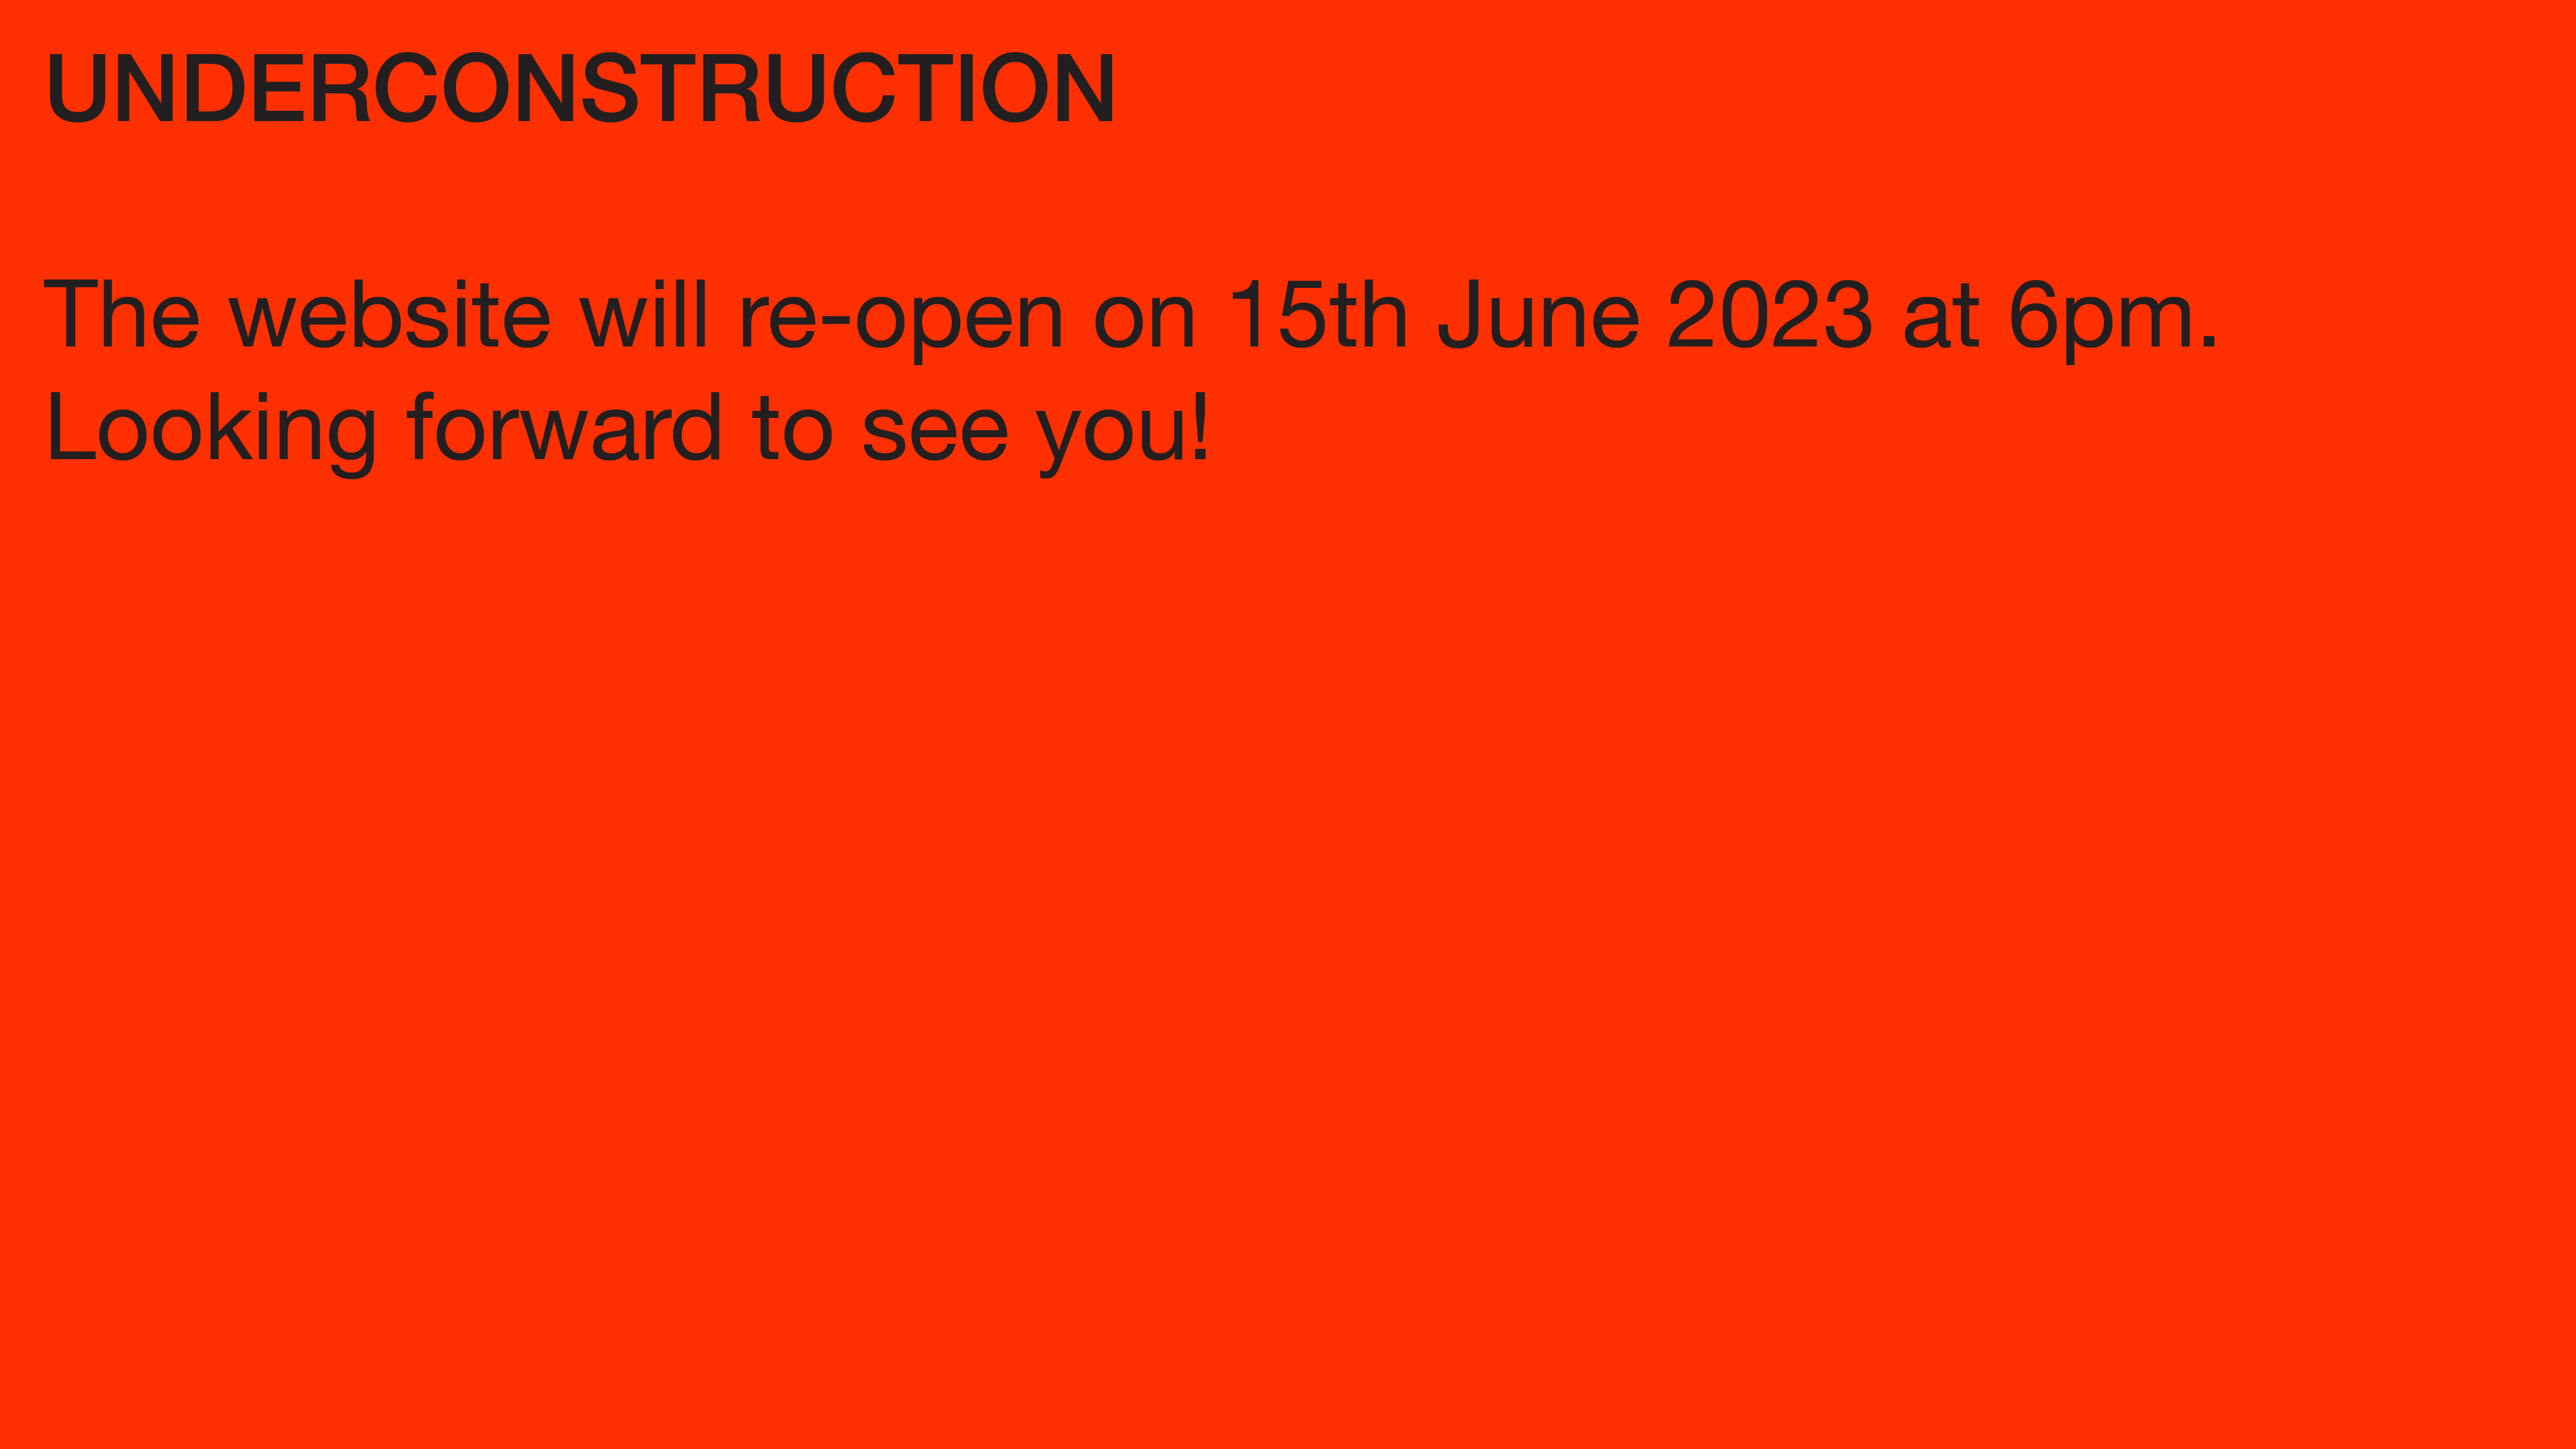 UNDERCONSTRUCTION
The website will re-open on 15th June 2023 at 6pm.
Looking forward to see you!